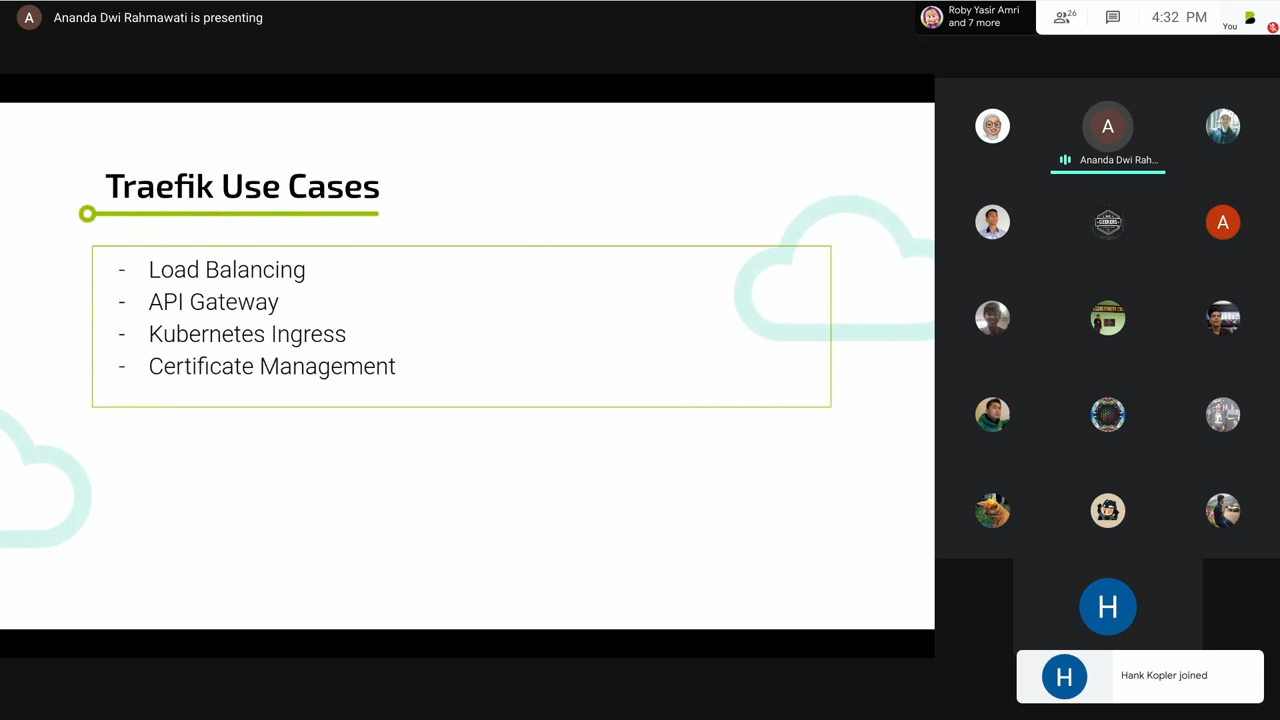 A Ananda Dwi Rahmawati is presenting
Roby Yasir Amri
and 7 more
26
4:32 PM
You
Traefik Use Cases
- Load Balancing
- API Gateway
- Kubernetes Ingress
- Certificate Management
A
Ananda Dwi Rah...
GEEKERS
A
H
H Hank Kopler joined